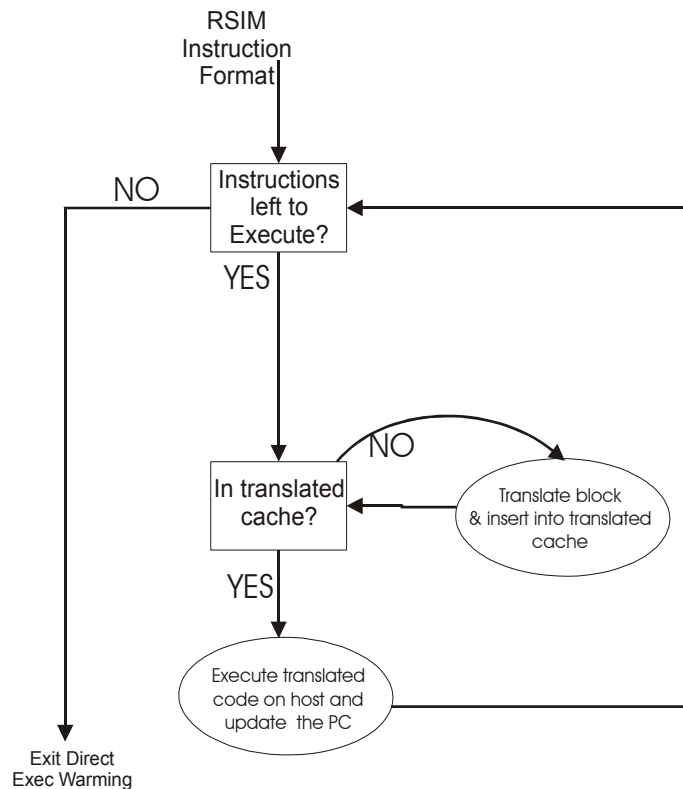 RSIM
Instruction
Format
NO
Instructions
left to
Execute?
YES
NO
In translated
cache?
Translate block
& insert into translated
cache
YES
Execute translated
code on host and
update the PC
Exit Direct
Exec Warming